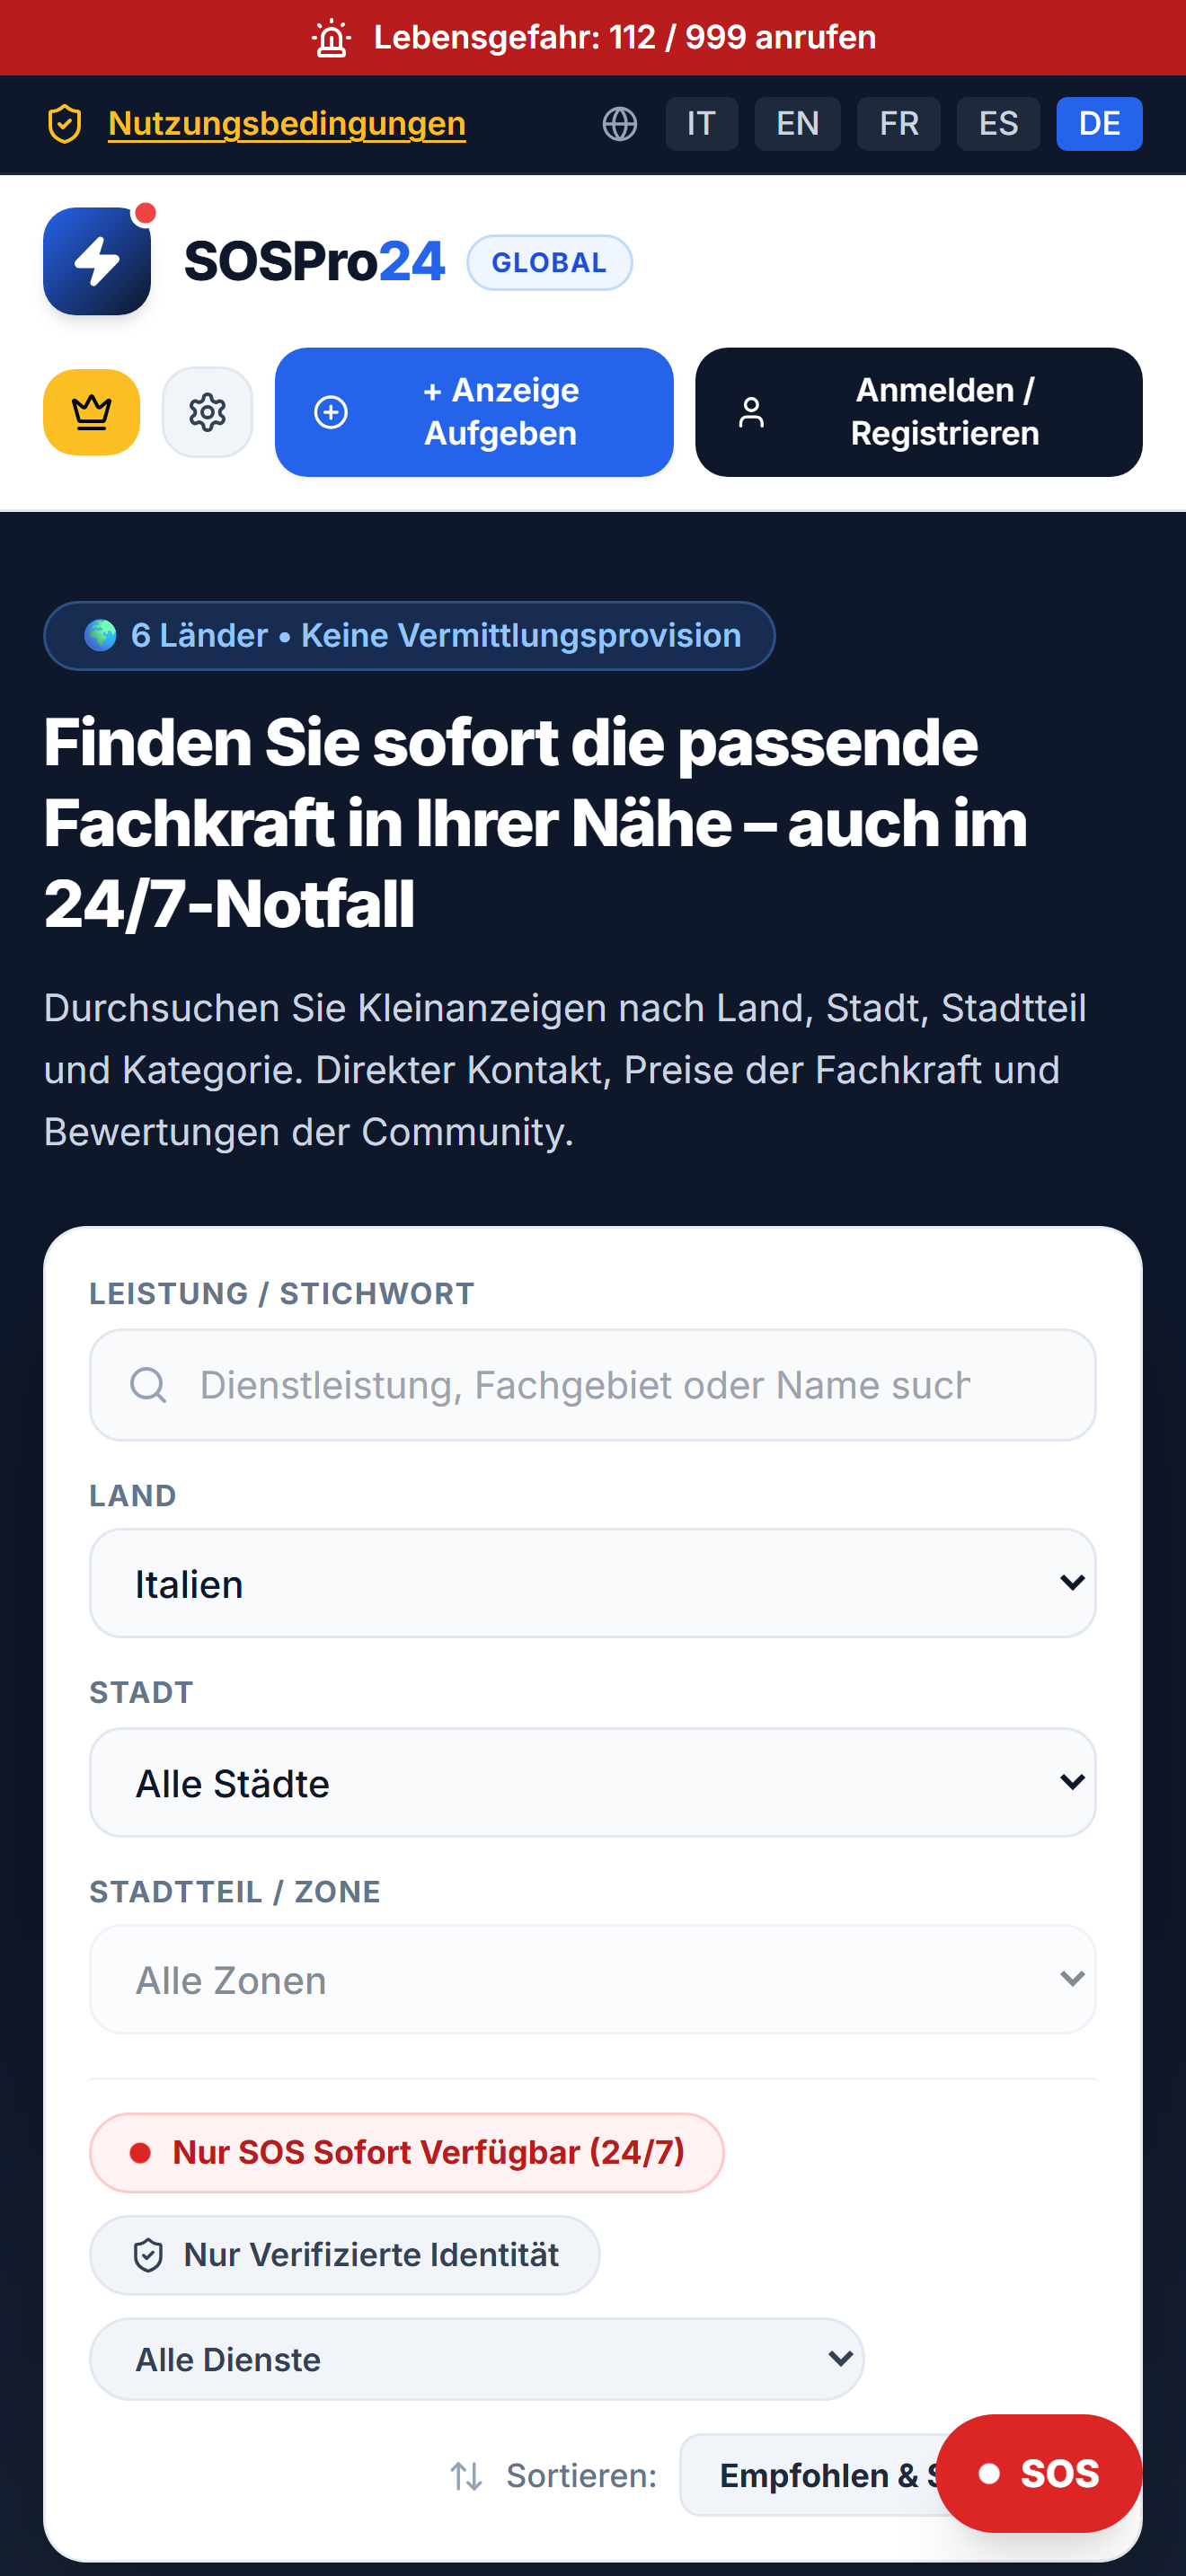 Lebensgefahr: 112 / 999 anrufen
Nutzungsbedingungen
IT
EN
FR
ES
DE
SOSPro24
GLOBAL
+ Anzeige
Aufgeben
Anmelden /
Registrieren
6 Länder • Keine Vermittlungsprovision
Finden Sie sofort die passende
Fachkraft in Ihrer Nähe – auch im
24/7-Notfall
Durchsuchen Sie Kleinanzeigen nach Land, Stadt, Stadtteil
und Kategorie. Direkter Kontakt, Preise der Fachkraft und
Bewertungen der Community.
LEISTUNG / STICHWORT
Dienstleistung, Fachgebiet oder Name such
LAND
Italien
STADT
Alle Städte
STADTTEIL / ZONE
Alle Zonen
Nur SOS Sofort Verfügbar (24/7)
Nur Verifizierte Identität
Alle Dienste
Sortieren:
Empfohlen &
SOS